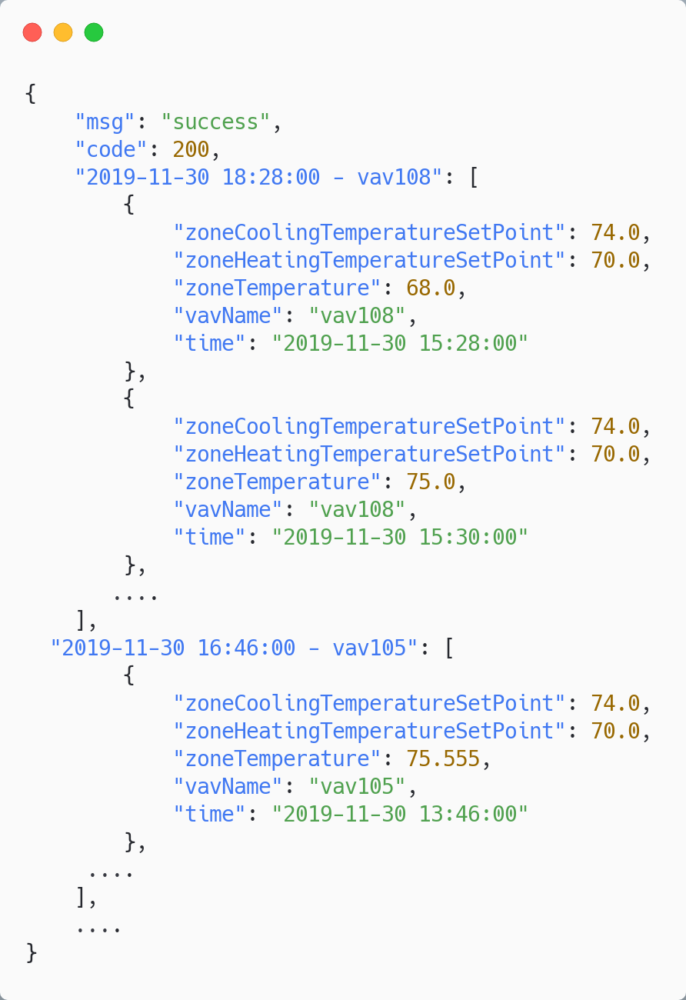 {
    "msg": "success",
    "code": 200,
    "2019-11-30 18:28:00 - vav108": [
        {
            "zoneCoolingTemperatureSetPoint": 74.0,
            "zoneHeatingTemperatureSetPoint": 70.0,
            "zoneTemperature": 68.0,
            "vavName": "vav108",
            "time": "2019-11-30 15:28:00"
        },
        {
            "zoneCoolingTemperatureSetPoint": 74.0,
            "zoneHeatingTemperatureSetPoint": 70.0,
            "zoneTemperature": 75.0,
            "vavName": "vav108",
            "time": "2019-11-30 15:30:00"
        },
       ....
    ],
  "2019-11-30 16:46:00 - vav105": [
        {
            "zoneCoolingTemperatureSetPoint": 74.0,
            "zoneHeatingTemperatureSetPoint": 70.0,
            "zoneTemperature": 75.555,
            "vavName": "vav105",
            "time": "2019-11-30 13:46:00"
        },
     ....
    ],
    ....
}